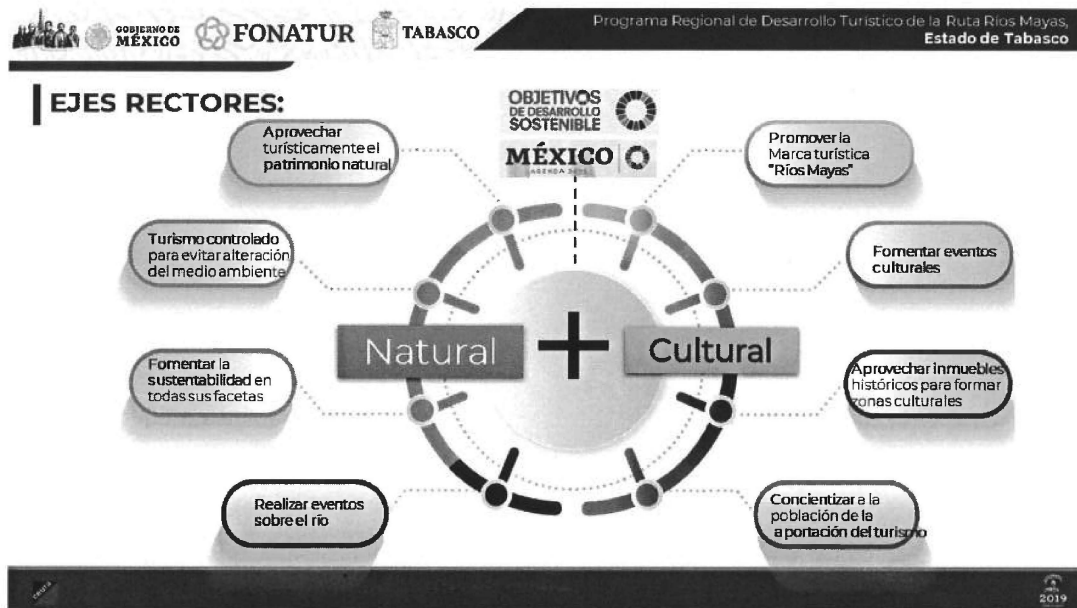 GOBIERNO DE
MÉXICO
FONATUR
TABASCO
Programa Regional de Desarrollo Turístico de la Ruta Ríos Mayas,
Estado de Tabasco
EJES RECTORES:
OBJETIVOS
DE DESARROLLO
SOSTENIBLE
MÉXICO
AGENDA
Aprovechar
turísticamente el
patrimonio natural
Turismo controlado
para evitar alteración
del medio ambiente
Fomentar la
sustentabilidad en
todas sus facetas
Realizar eventos
sobre el río
Natural
+
Cultural
Promover la
Marca turística
"Ríos Mayas"
Fomentar eventos
culturales
Aprovechar inmuebles
históricos para formar
zonas culturales
Concientizar a la
población de la
aportación del turismo
2019